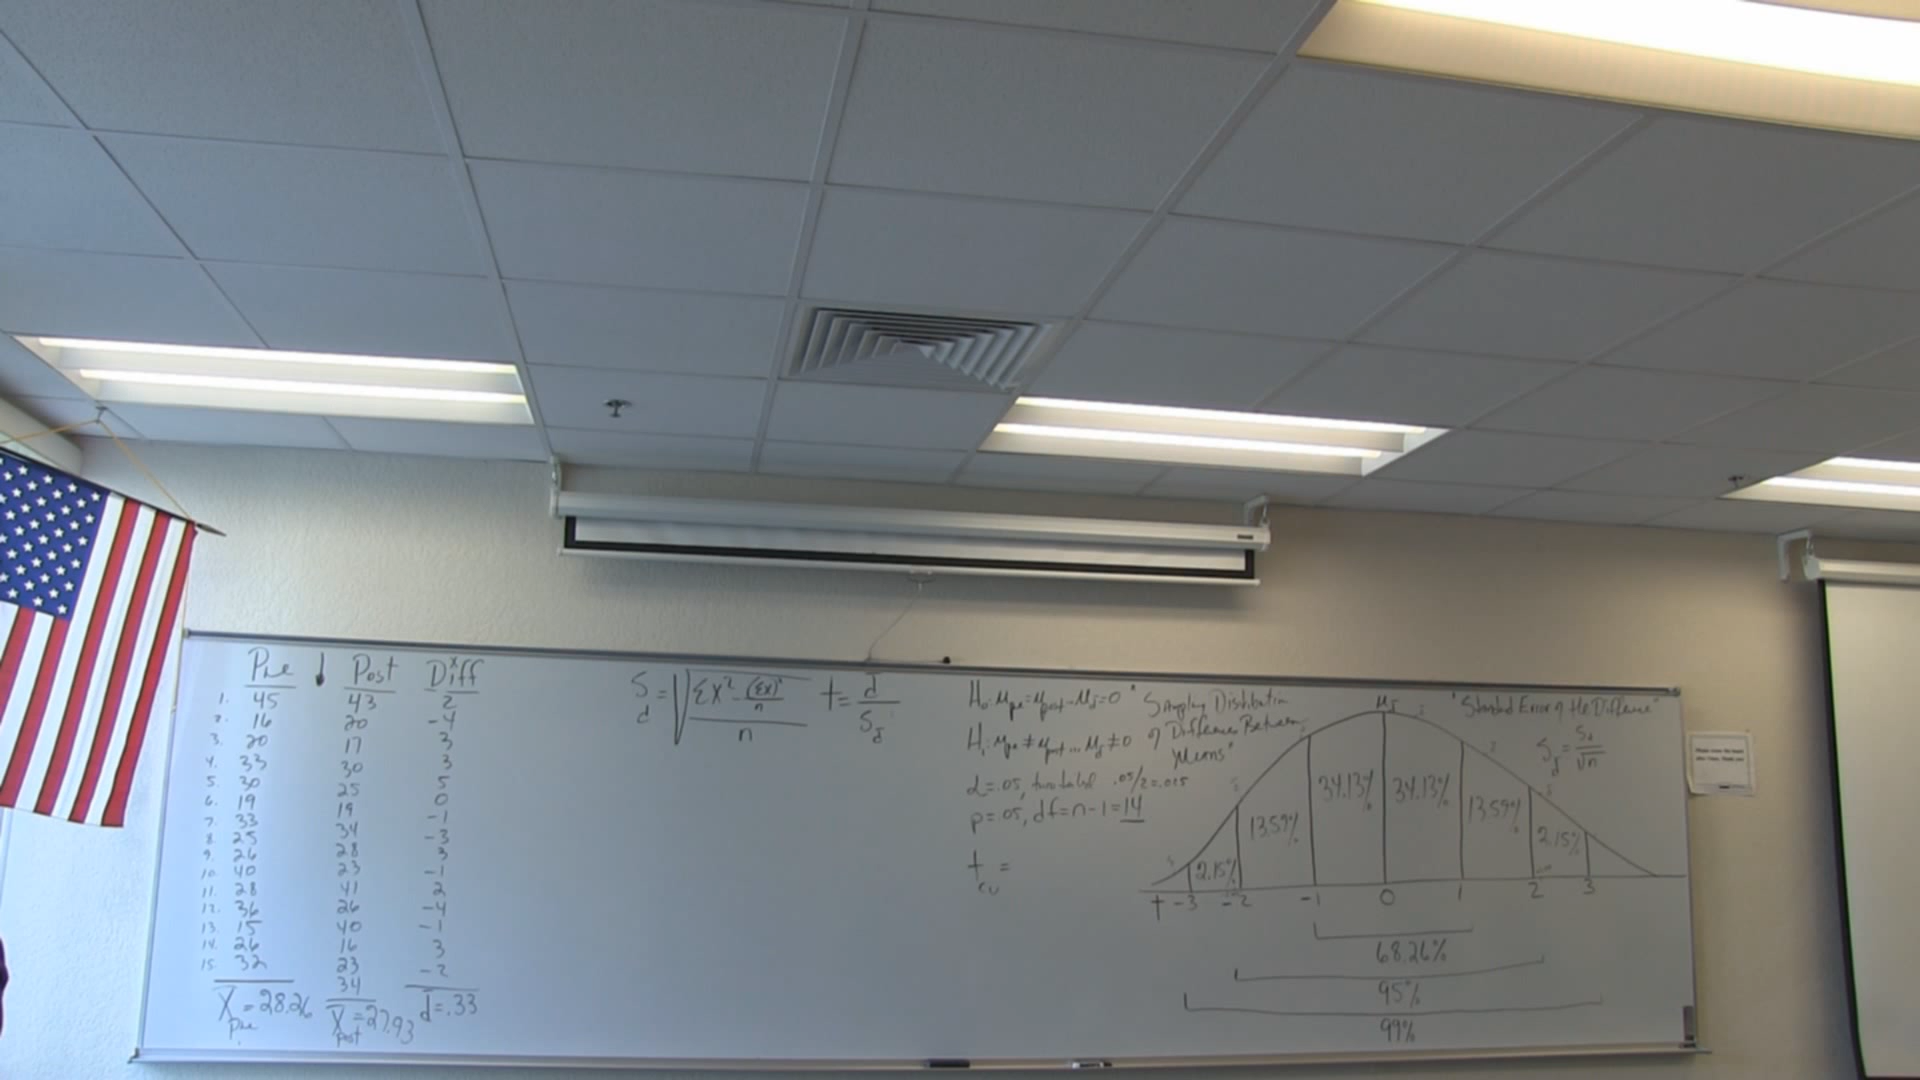 Pre ↓ Post Diff x
1. 45 43 2
2. 16 20 -4
3. 20 17 3
4. 33 30 3
5. 30 25 5
6. 19 19 0
7. 33 34 -1
8. 25 28 -3
9. 26 23 3
10. 40 41 -1
11. 28 26 2
12. 36 40 -4
13. 15 16 -1
14. 26 23 3
15. 32 34 -2
X̄pre = 28.26 X̄post = 27.93 d̄ = .33
Sd = √((Σx² - (Σx)²/n)/n) t = d̄/Sd̄
H₀: μpre = μpost … μd̄ = 0
H₁: μpre ≠ μpost … μd̄ ≠ 0
α = .05, two tailed .05/2 = .025
p = .05, df = n - 1 = 14
tcv =
"Sampling Distribution
of Differences Between
Means"
μd̄
"Standard Error of the Difference"
Sd̄ = Sd/√n
2.15% 13.59% 34.13% 34.13% 13.59% 2.15%
t -3 -2 -1 0 1 2 3
68.26%
95%
99%